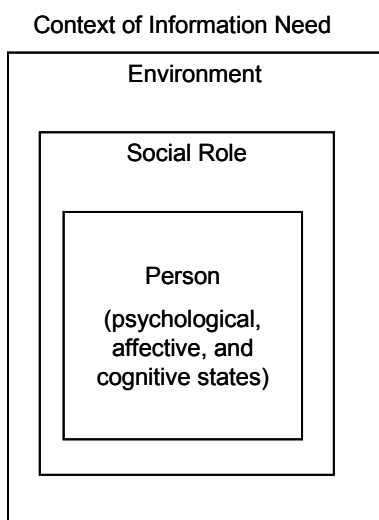 Context of Information Need
Environment
Social Role
Person
(psychological,
affective, and
cognitive states)